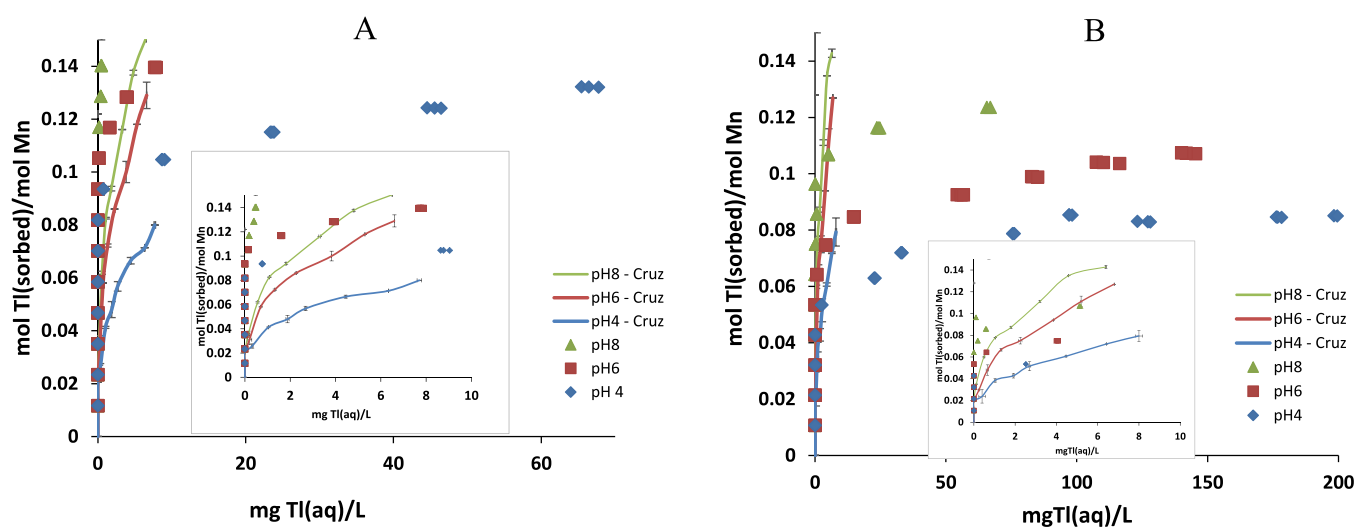 A
mol Tl(sorbed)/mol Mn
0.14
0.12
0.1
0.08
0.06
0.04
0.02
0
0 20 40 60
mg Tl(aq)/L
mol Tl(sorbed)/mol Mn
0.14
0.12
0.1
0.08
0.06
0.04
0.02
0
0 2 4 6 8 10
mg Tl(aq)/L
pH8 - Cruz
pH6 - Cruz
pH4 - Cruz
pH8
pH6
pH 4
B
mol Tl(sorbed)/mol Mn
0.14
0.12
0.1
0.08
0.06
0.04
0.02
0
0 50 100 150 200
mgTl(aq)/L
mol Tl(sorbed)/mol Mn
0.14
0.12
0.1
0.08
0.06
0.04
0.02
0
0 2 4 6 8 10
mgTl(aq)/L
pH8 - Cruz
pH6 - Cruz
pH4 - Cruz
pH8
pH6
pH4